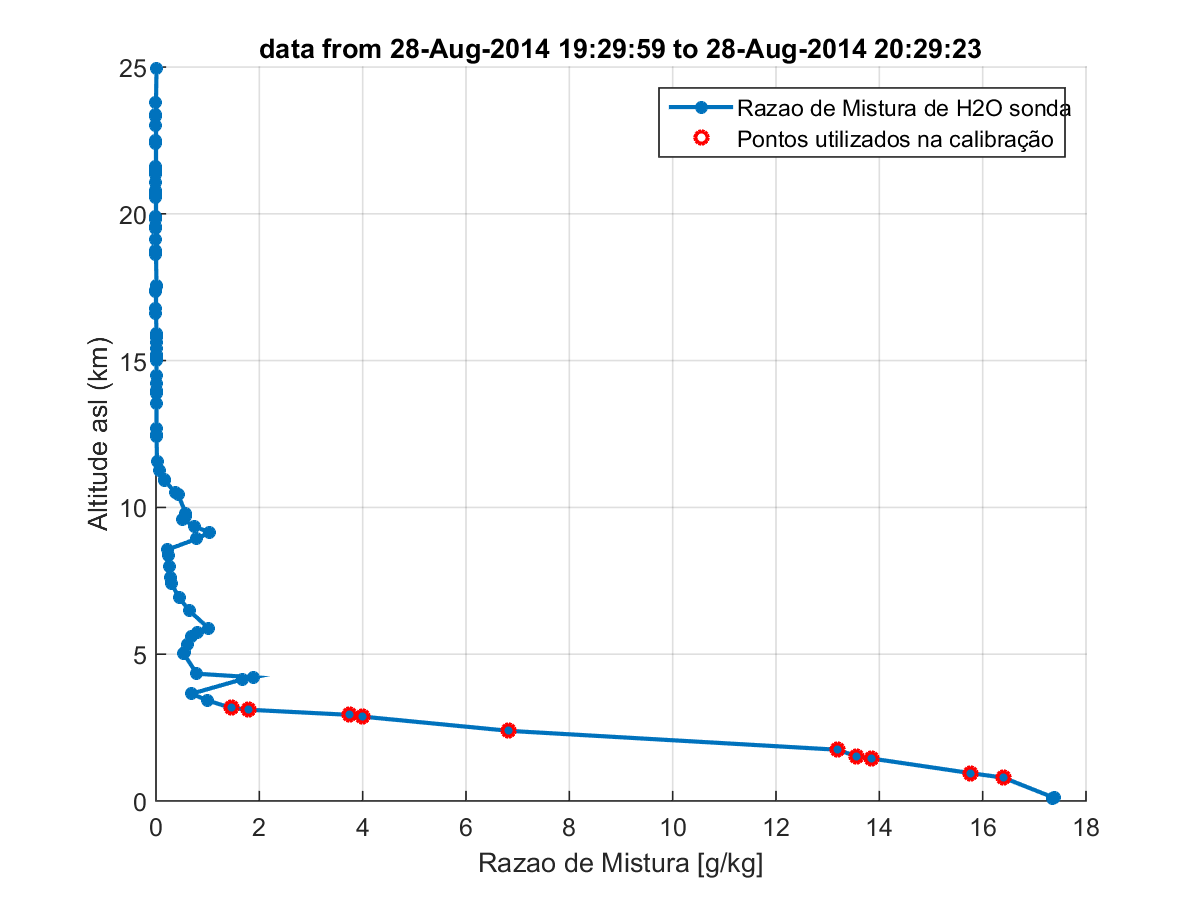 data from 28-Aug-2014 19:29:59 to 28-Aug-2014 20:29:23
Razao de Mistura de H2O sonda
Pontos utilizados na calibração
25
20
15
10
5
0
Altitude asl (km)
0 2 4 6 8 10 12 14 16 18
Razao de Mistura [g/kg]